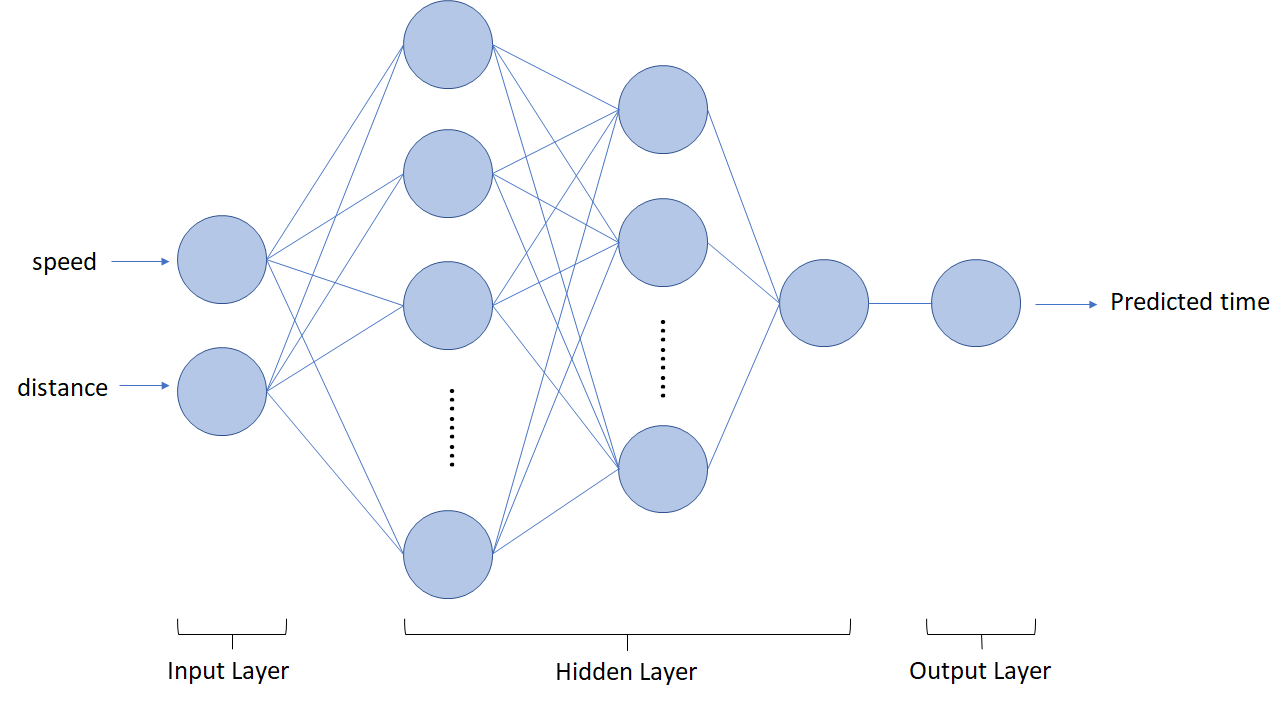 speed
distance
Predicted time
Input Layer
Hidden Layer
Output Layer